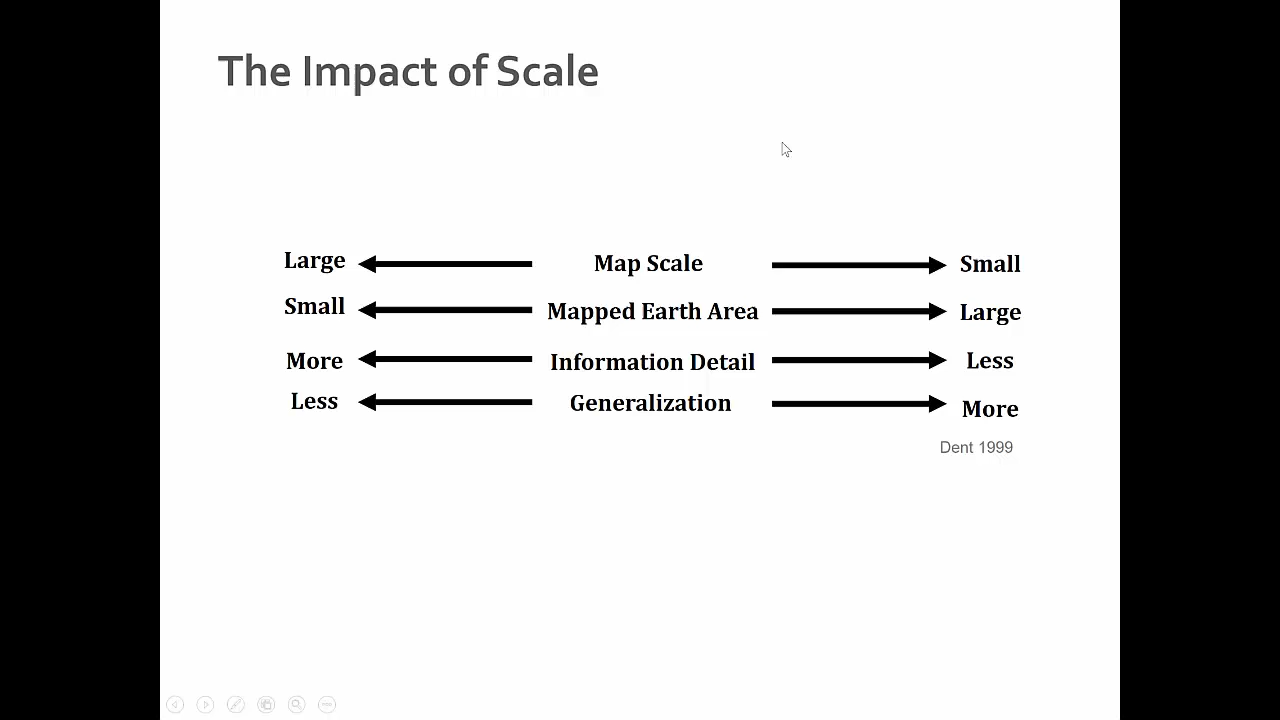 The Impact of Scale
Large Map Scale Small
Small Mapped Earth Area Large
More Information Detail Less
Less Generalization More
Dent 1999